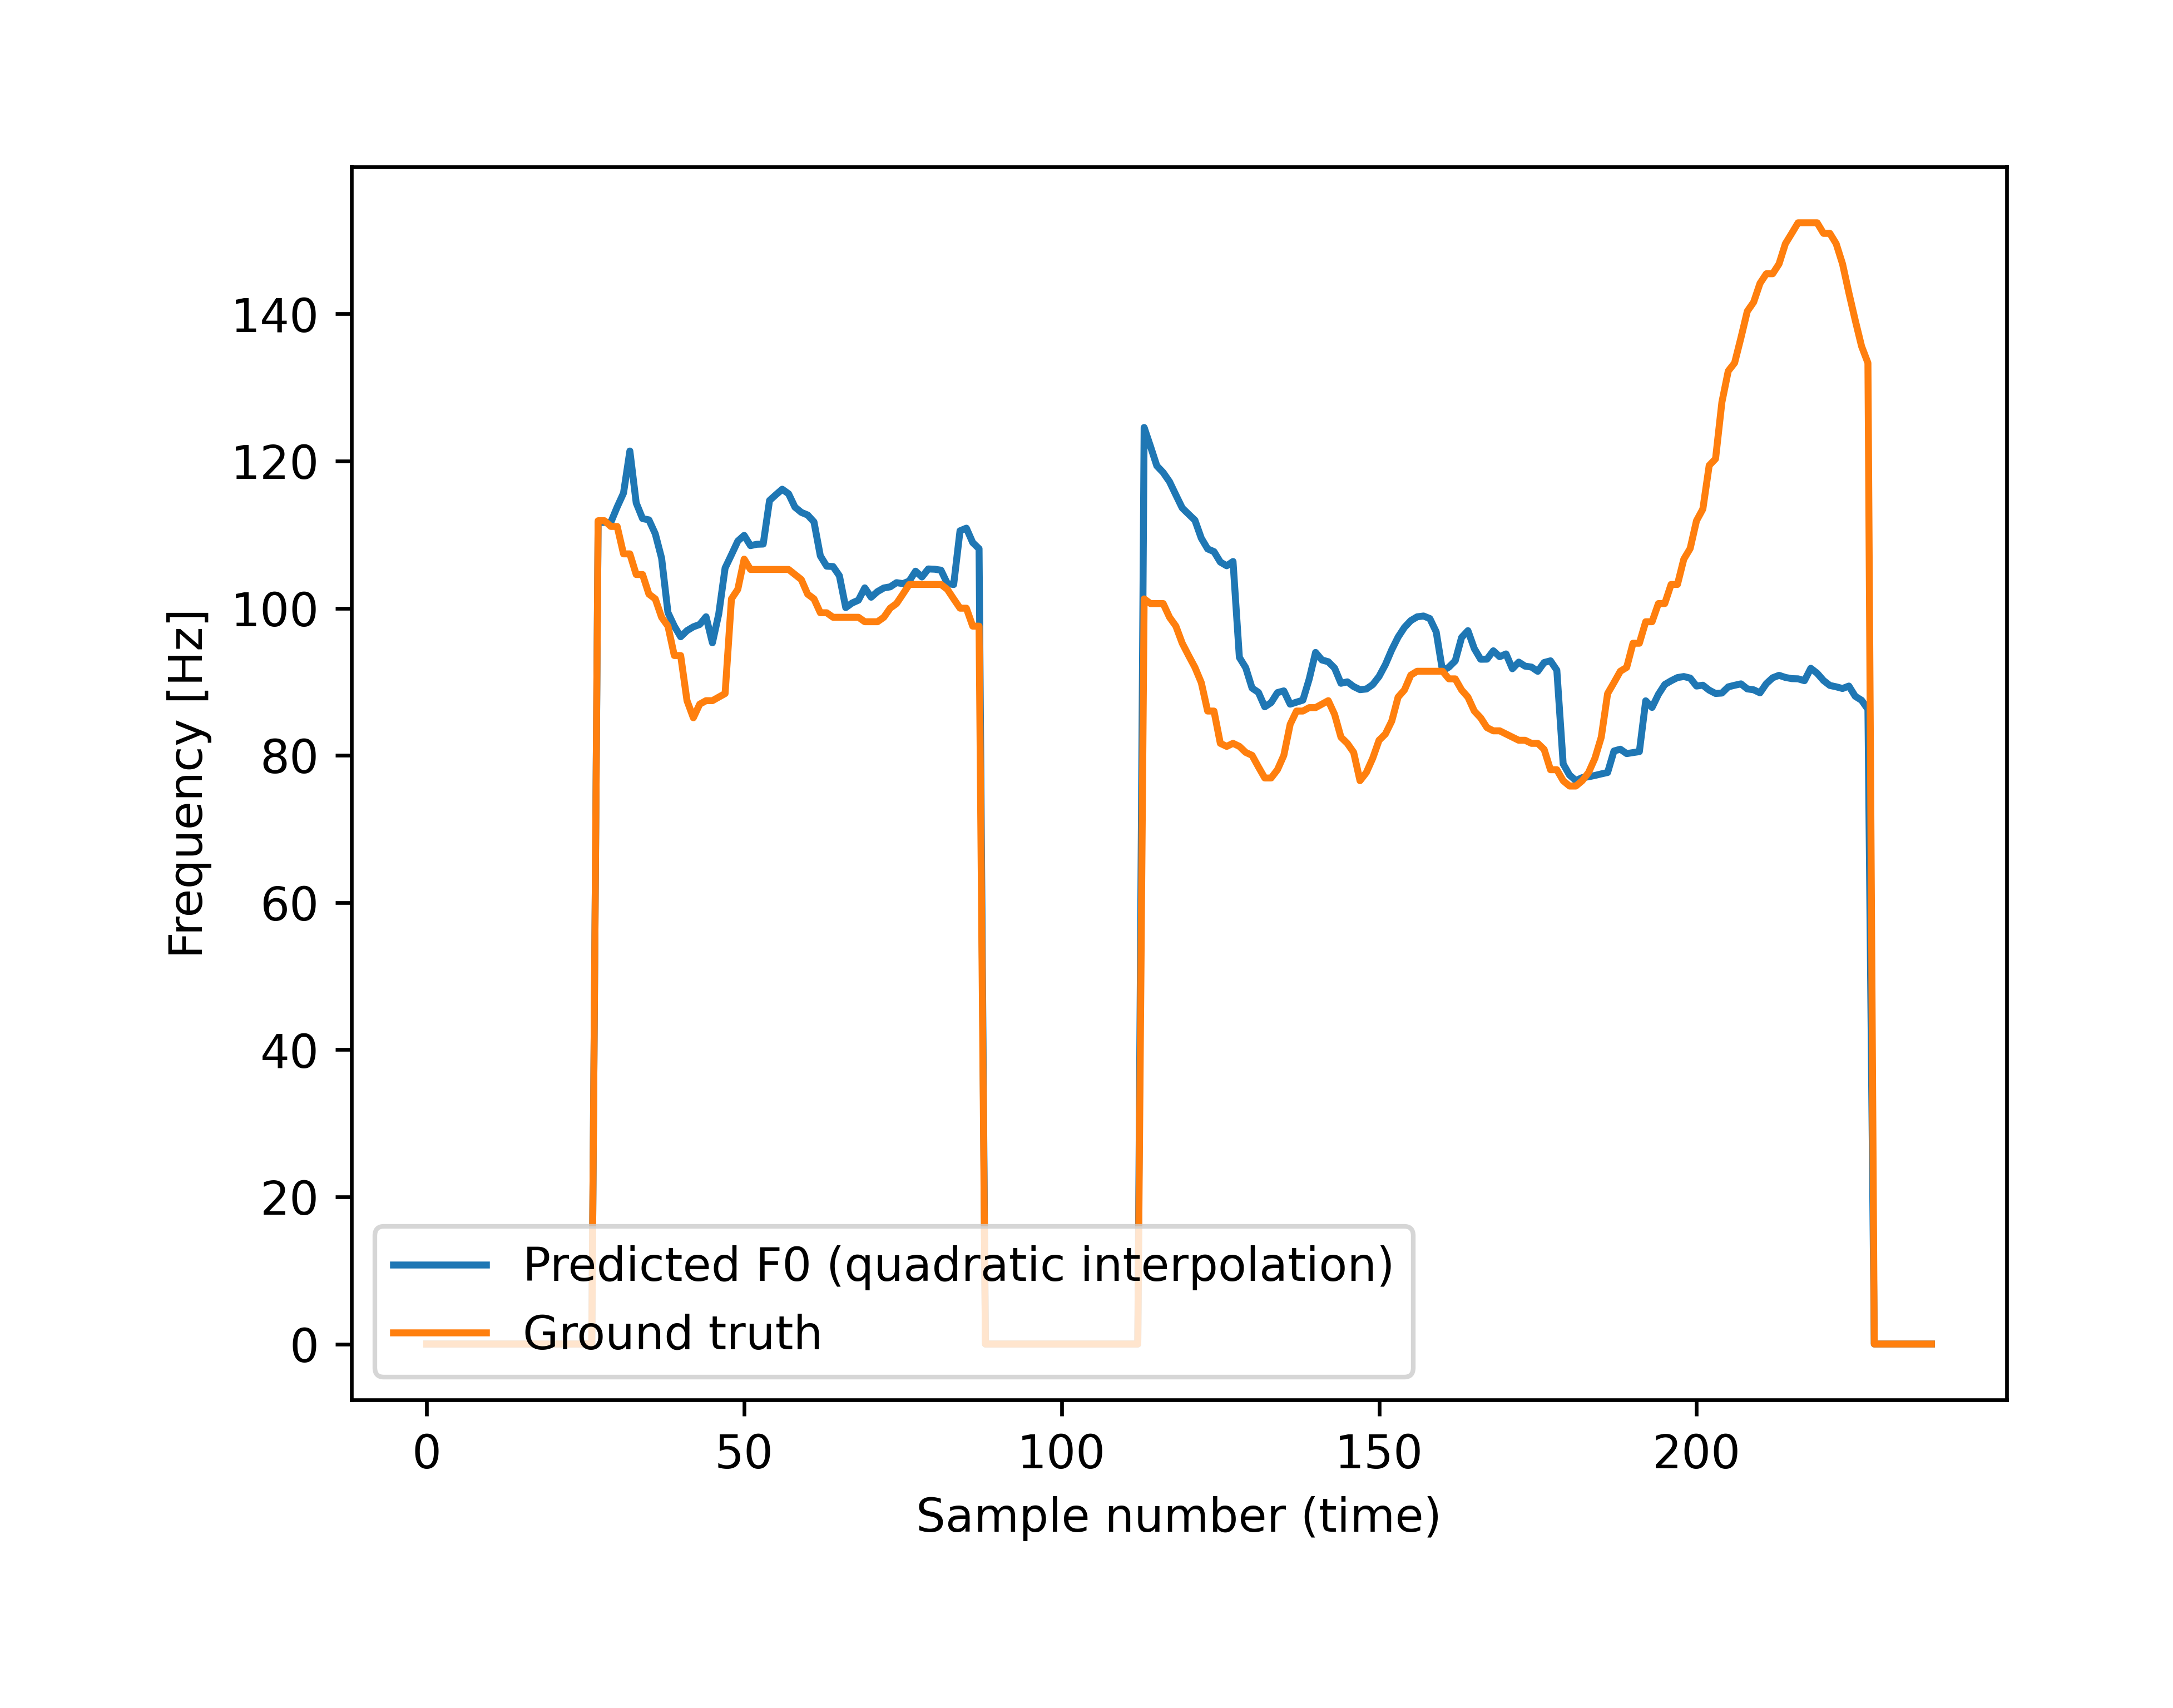 140
120
100
80
60
40
20
0
Frequency [Hz]
Predicted F0 (quadratic interpolation)
Ground truth
0 50 100 150 200
Sample number (time)